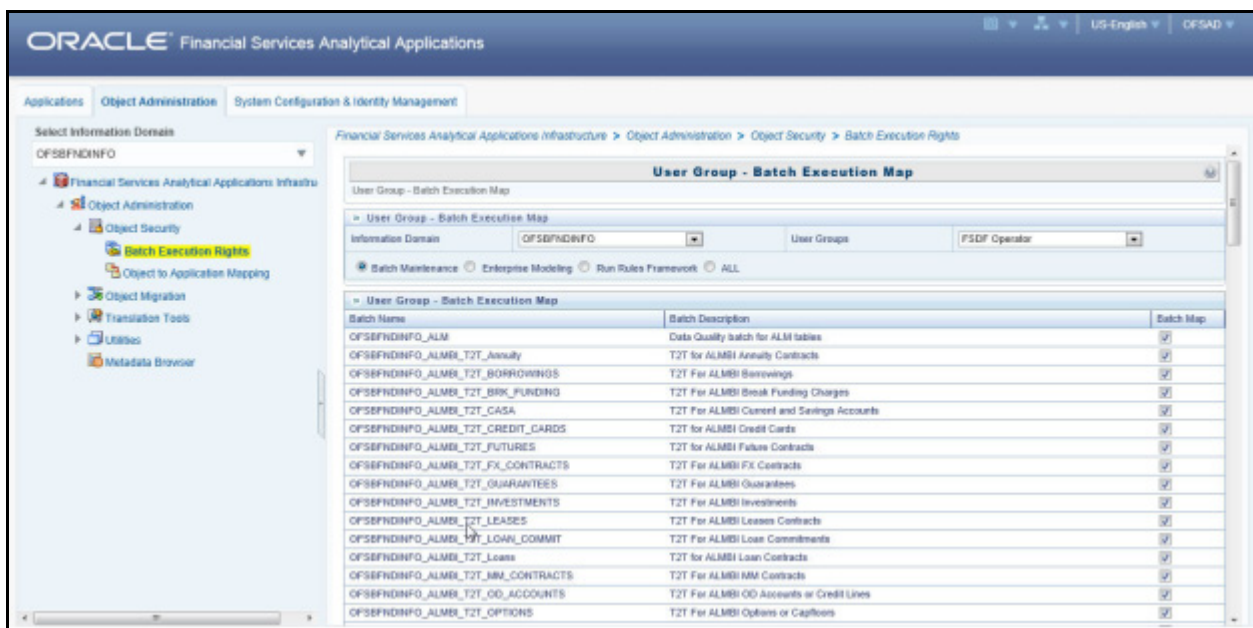 ORACLE Financial Services Analytical Applications
US-English
OFSAD
Applications
Object Administration
System Configuration & Identity Management
Select Information Domain
OFSBFNDINFO
Financial Services Analytical Applications Infrastru
Object Administration
Object Security
Batch Execution Rights
Object to Application Mapping
Object Migration
Translation Tools
Utilities
Metadata Browser
Financial Services Analytical Applications Infrastructure > Object Administration > Object Security > Batch Execution Rights
User Group - Batch Execution Map
User Group - Batch Execution Map
» User Group - Batch Execution Map
Information Domain OFSBFNDINFO User Groups FSDF Operator
Batch Maintenance Enterprise Modeling Run Rules Framework ALL
» User Group - Batch Execution Map
Batch Name Batch Description Batch Map
OFSBFNDINFO_ALM Data Quality batch for ALM tables
OFSBFNDINFO_ALMBI_T2T_Annuity T2T for ALMBI Annuity Contracts
OFSBFNDINFO_ALMBI_T2T_BORROWINGS T2T For ALMBI Borrowings
OFSBFNDINFO_ALMBI_T2T_BRK_FUNDING T2T For ALMBI Break Funding Charges
OFSBFNDINFO_ALMBI_T2T_CASA T2T For ALMBI Current and Savings Accounts
OFSBFNDINFO_ALMBI_T2T_CREDIT_CARDS T2T for ALMBI Credit Cards
OFSBFNDINFO_ALMBI_T2T_FUTURES T2T for ALMBI Future Contracts
OFSBFNDINFO_ALMBI_T2T_FX_CONTRACTS T2T For ALMBI FX Contracts
OFSBFNDINFO_ALMBI_T2T_GUARANTEES T2T For ALMBI Guarantees
OFSBFNDINFO_ALMBI_T2T_INVESTMENTS T2T For ALMBI Investments
OFSBFNDINFO_ALMBI_T2T_LEASES T2T For ALMBI Leases Contracts
OFSBFNDINFO_ALMBI_T2T_LOAN_COMMIT T2T For ALMBI Loan Commitments
OFSBFNDINFO_ALMBI_T2T_Loans T2T for ALMBI Loan Contracts
OFSBFNDINFO_ALMBI_T2T_MM_CONTRACTS T2T For ALMBI MM Contracts
OFSBFNDINFO_ALMBI_T2T_OD_ACCOUNTS T2T For ALMBI OD Accounts or Credit Lines
OFSBFNDINFO_ALMBI_T2T_OPTIONS T2T For ALMBI Options or Capfloors